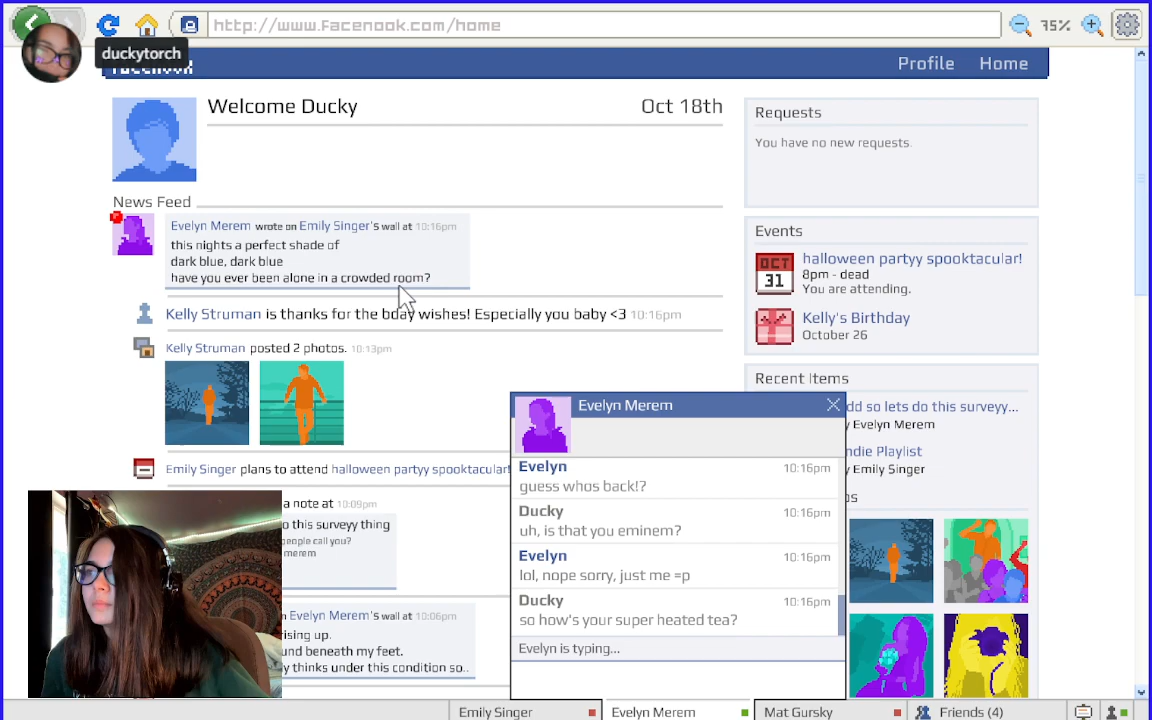 http://www.Facenook.com/home
75%
duckytorch
Profile
Home
Welcome Ducky
Oct 18th
News Feed
Evelyn Merem wrote on Emily Singer'S wall at 10:16pm
this nights a perfect shade of
dark blue, dark blue
have you ever been alone in a crowded room?
Kelly Struman is thanks for the bday wishes! Especially you baby <3 10:16pm
Kelly Struman posted 2 photos. 10:13pm
Emily Singer plans to attend halloween partyy spooktacular!
a note at 10:09pm
o this surveyy thing
people call you?
merem
Evelyn Merem'S wall at 10:06pm
rising up.
und beneath my feet.
y thinks under this condition so..
Requests
You have no new requests.
Events
OCT
31
halloween partyy spooktacular!
8pm - dead
You are attending.
Kelly's Birthday
October 26
Recent Items
dd so lets do this surveyy...
y Evelyn Merem
ndie Playlist
y Emily Singer
os
Evelyn Merem
Evelyn 10:16pm
guess whos back!?
Ducky 10:16pm
uh, is that you eminem?
Evelyn 10:16pm
lol, nope sorry, just me =p
Ducky 10:16pm
so how's your super heated tea?
Evelyn is typing...
Emily Singer
Evelyn Merem
Mat Gursky
Friends (4)